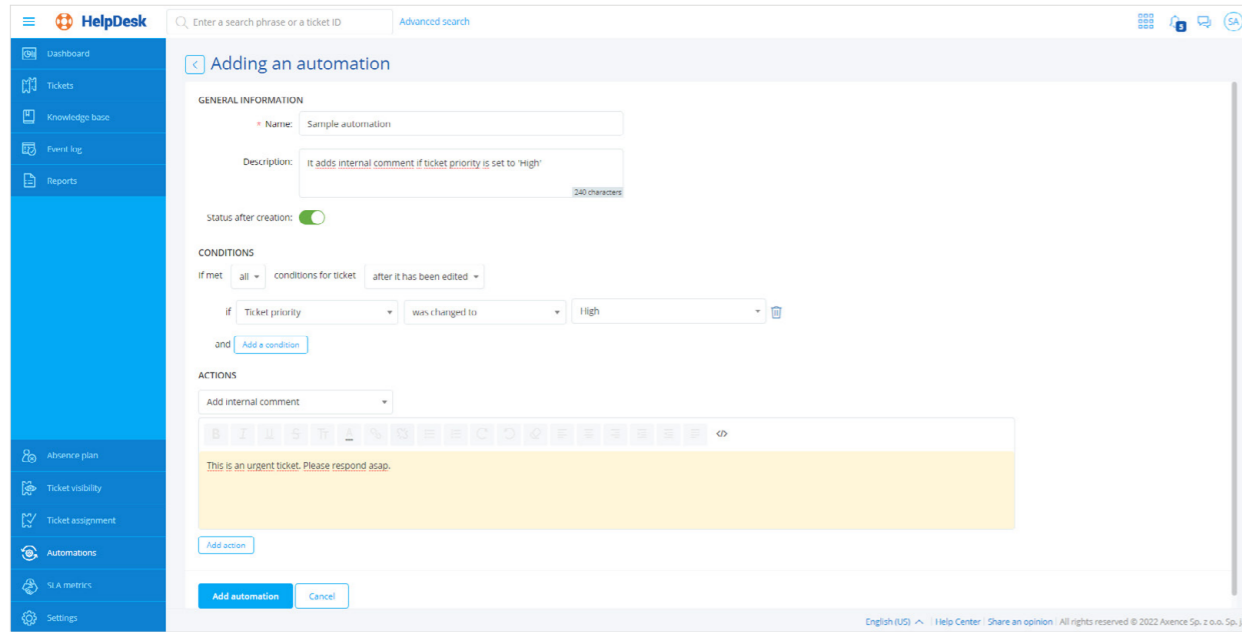 HelpDesk
Enter a search phrase or a ticket ID
Advanced search
5
SA
Dashboard
Tickets
Knowledge base
Event log
Reports
Absence plan
Ticket visibility
Ticket assignment
Automations
SLA metrics
Settings
Adding an automation
GENERAL INFORMATION
* Name: Sample automation
Description: It adds internal comment if ticket priority is set to 'High'
240 characters
Status after creation:
CONDITIONS
If met all conditions for ticket after it has been edited
if Ticket priority was changed to High
and Add a condition
ACTIONS
Add internal comment
B I U S Tт A </>
This is an urgent ticket. Please respond asap.
Add action
Add automation Cancel
English (US) Help Center Share an opinion All rights reserved © 2022 Axence Sp. z o.o. Sp. j